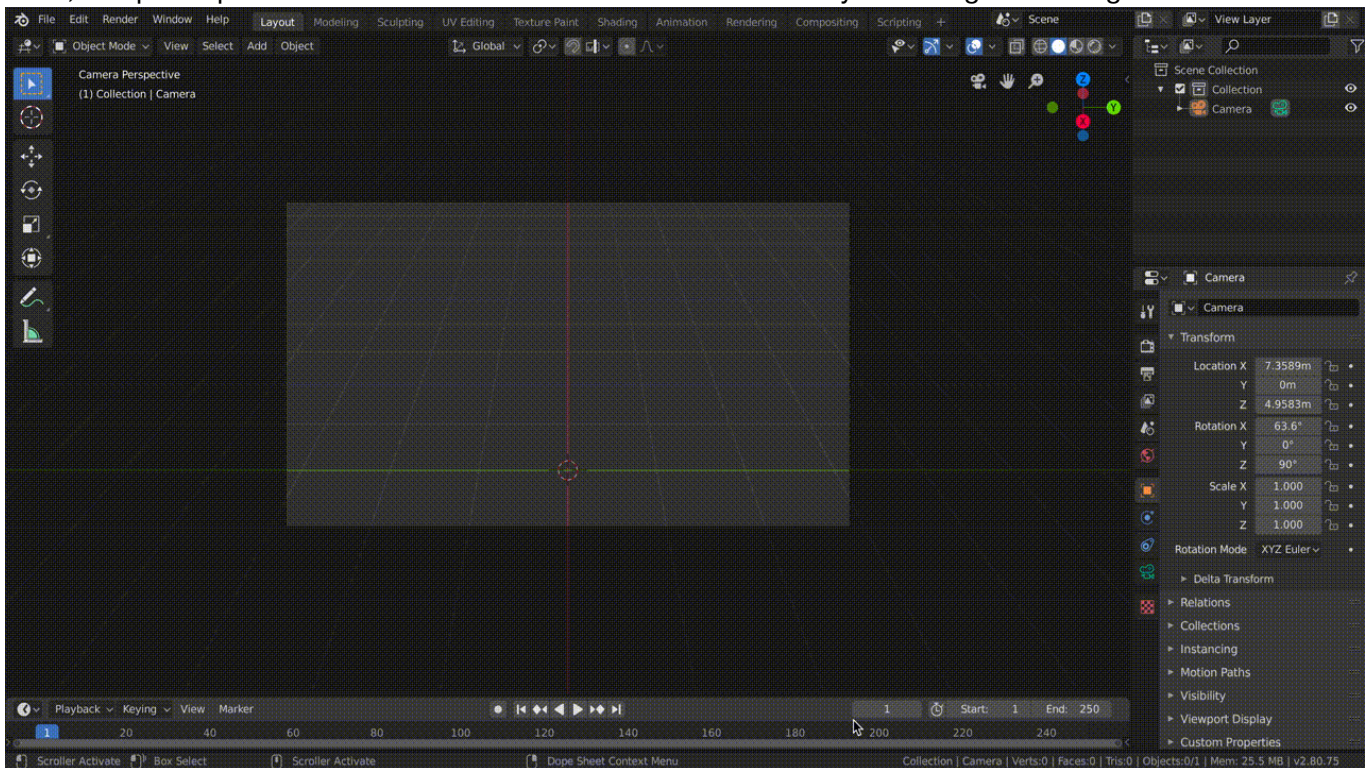 File Edit Render Window Help Layout Modeling Sculpting UV Editing Texture Paint Shading Animation Rendering Compositing Scripting + Scene View Layer
Object Mode View Select Add Object Global
Camera Perspective
(1) Collection | Camera
Z
Y
X
Scene Collection
Collection
Camera
Camera
Camera
Transform
Location X 7.3589m
Y 0m
Z 4.9583m
Rotation X 63.6°
Y 0°
Z 90°
Scale X 1.000
Y 1.000
Z 1.000
Rotation Mode XYZ Euler
Delta Transform
Relations
Collections
Instancing
Motion Paths
Visibility
Viewport Display
Custom Properties
Playback Keying View Marker 1 Start: 1 End: 250
1 20 40 60 80 100 120 140 160 180 200 220 240
Scroller Activate Box Select Scroller Activate Dope Sheet Context Menu Collection | Camera | Verts:0 | Faces:0 | Tris:0 | Objects:0/1 | Mem: 25.5 MB | v2.80.75